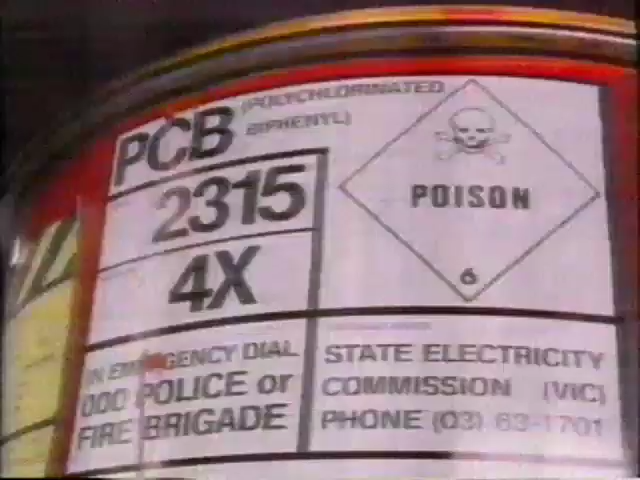 PCB (POLYCHLORINATED
BIPHENYL)
2315
4X
POISON
6
IN EMERGENCY DIAL
000 POLICE or
FIRE BRIGADE
STATE ELECTRICITY
COMMISSION (VIC)
PHONE (03) 63-1701